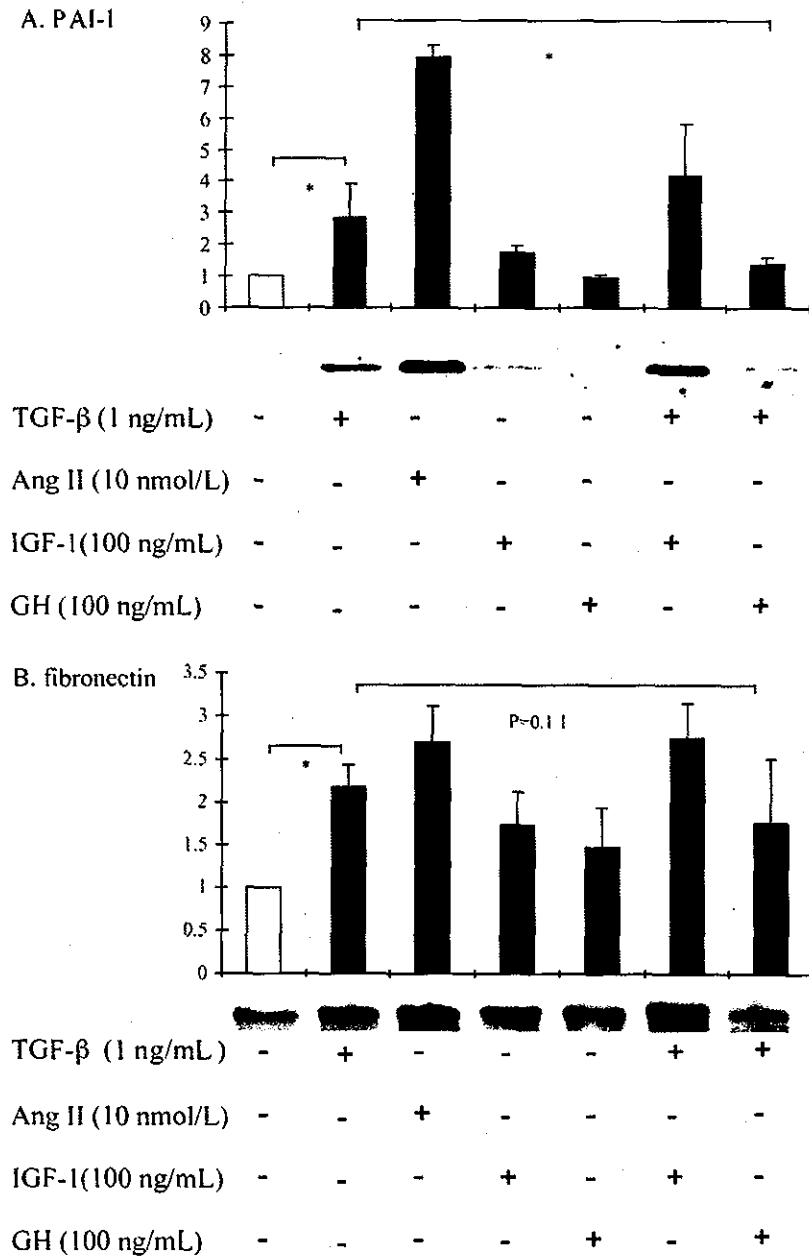 A. PAI-1
9
8
7
6
5
4
3
2
1
0
*
*
TGF-β (1 ng/mL) - + - - - + +
Ang II (10 nmol/L) - - + - - - -
IGF-1(100 ng/mL) - - - + - + -
GH (100 ng/mL) - - - - + - +
B. fibronectin
3.5
3
2.5
2
1.5
1
0.5
0
*
P=0.11
TGF-β (1 ng/mL) - + - - - + +
Ang II (10 nmol/L) - - + - - - -
IGF-1(100 ng/mL) - - - + - + -
GH (100 ng/mL) - - - - + - +